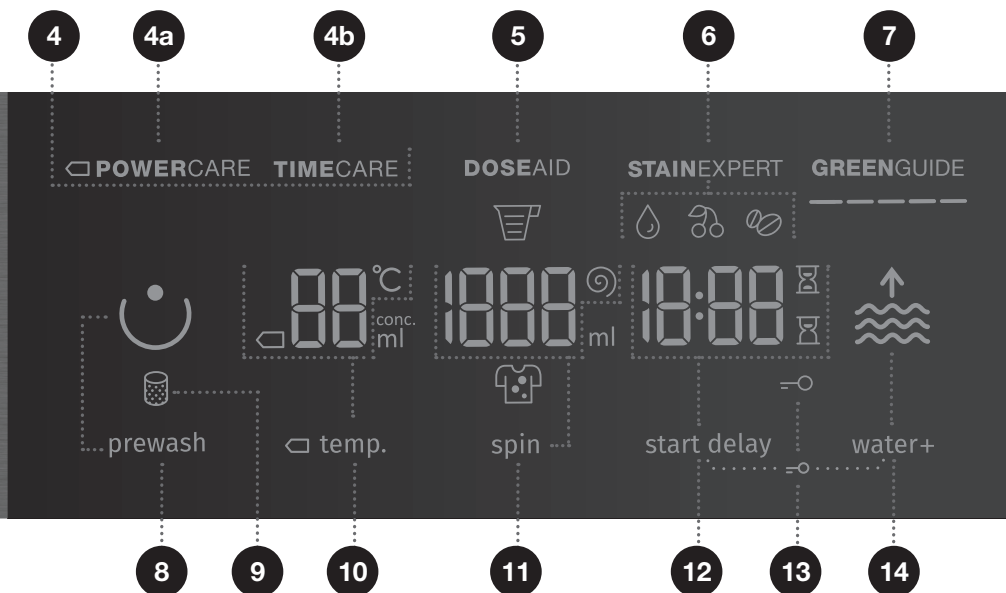 4 4a 4b 5 6 7
POWERCARE TIMECARE DOSEAID STAINEXPERT GREENGUIDE
88 °C 1888 18:88
conc.
ml ml
prewash temp. spin start delay water+
8 9 10 11 12 13 14